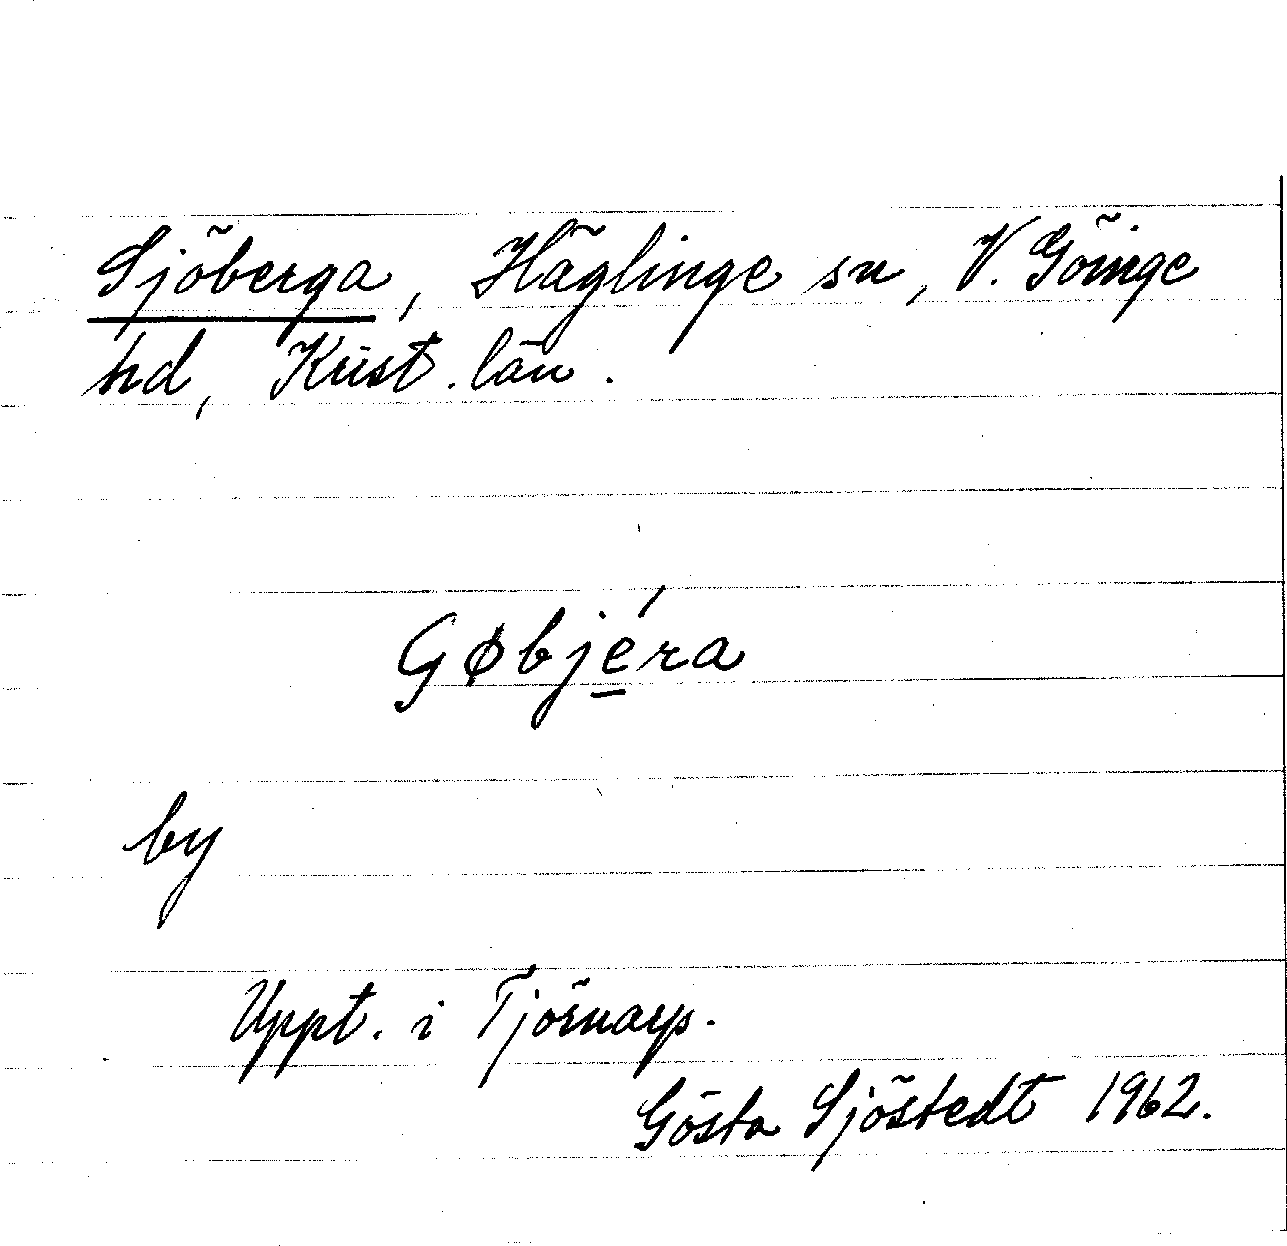 Sjöberga, Häglinge sn, V. Göinge
hd, Krist. län.
Gøbjéra
by
Uppt. i Tjörnarp.
Gösta Sjöstedt 1962.